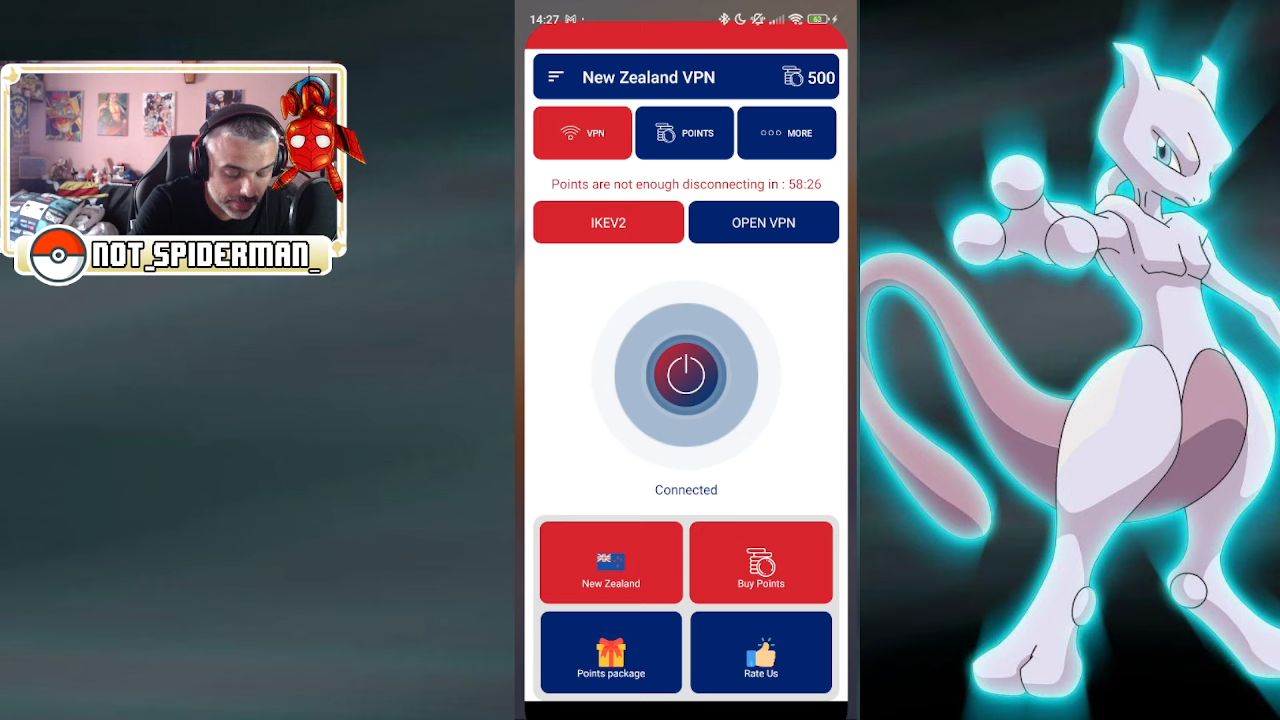 14:27
63
New Zealand VPN
500
VPN
POINTS
MORE
Points are not enough disconnecting in : 58:26
IKEV2
OPEN VPN
NOT_SPIDERMAN_
Connected
New Zealand
Buy Points
Points package
Rate Us